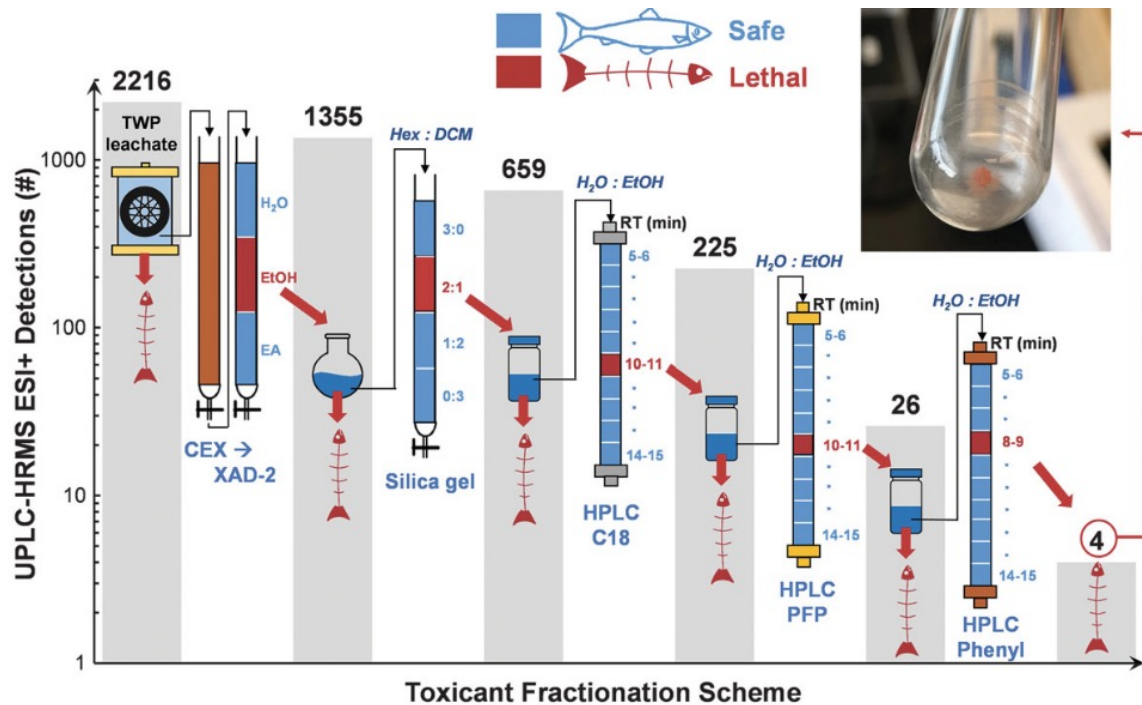 Safe
Lethal
UPLC-HRMS ESI+ Detections (#)
1000
100
10
1
2216
TWP
leachate
H₂O
EtOH
EA
CEX →
XAD-2
1355
Hex : DCM
3:0
2:1
1:2
0:3
Silica gel
659
H₂O : EtOH
RT (min)
5-6
10-11
14-15
HPLC
C18
225
H₂O : EtOH
RT (min)
5-6
10-11
14-15
HPLC
PFP
26
H₂O : EtOH
RT (min)
5-6
8-9
14-15
HPLC
Phenyl
4
Toxicant Fractionation Scheme